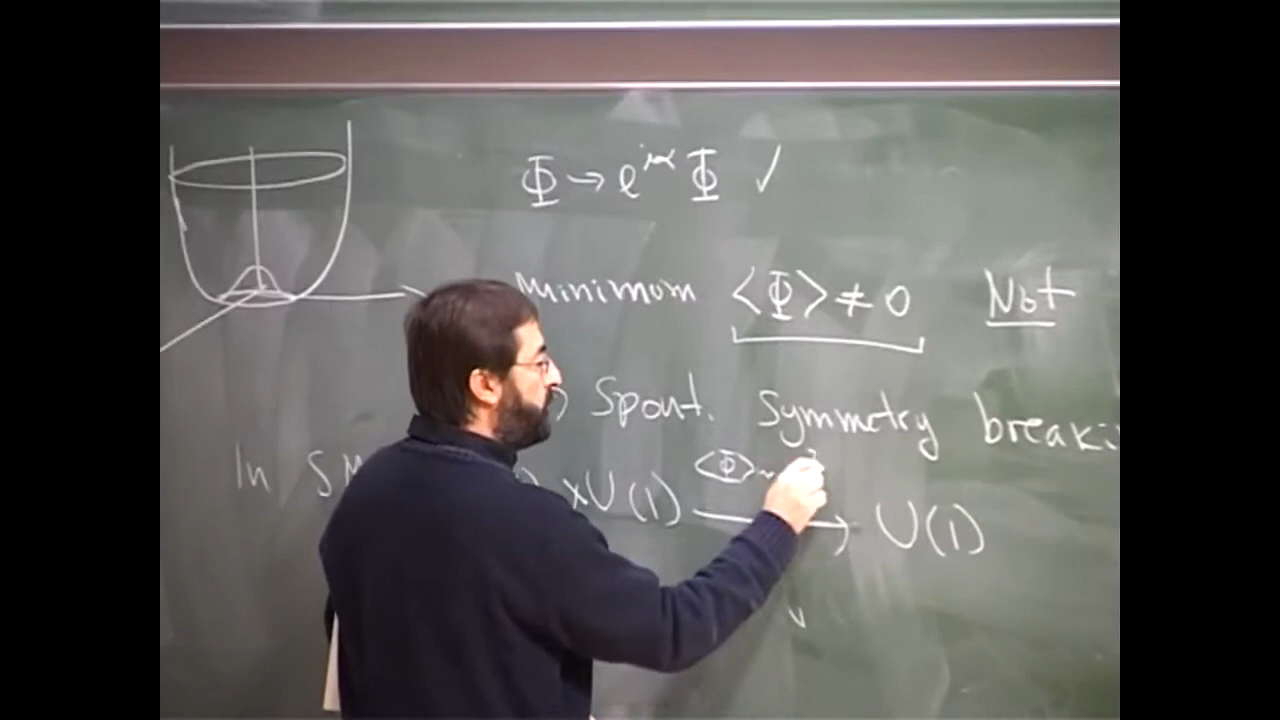 Φ → e^{iα} Φ ✓
Minimum <Φ> ≠ 0 Not
Spont. Symmetry breaki
<Φ> ~
In SM xU(1) → U(1)
v